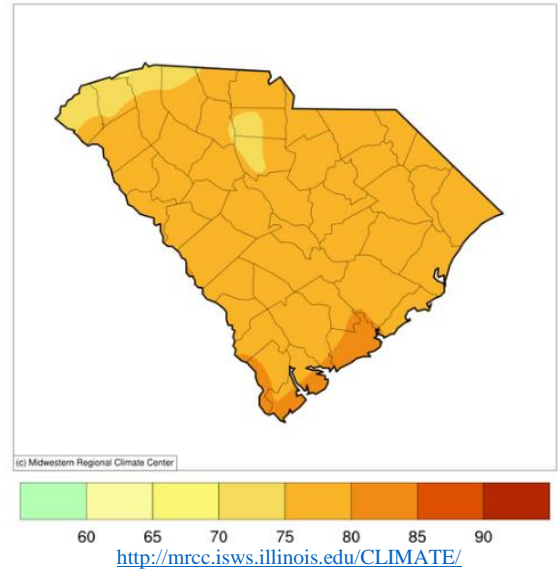 (c) Midwestern Regional Climate Center
60 65 70 75 80 85 90
http://mrcc.isws.illinois.edu/CLIMATE/